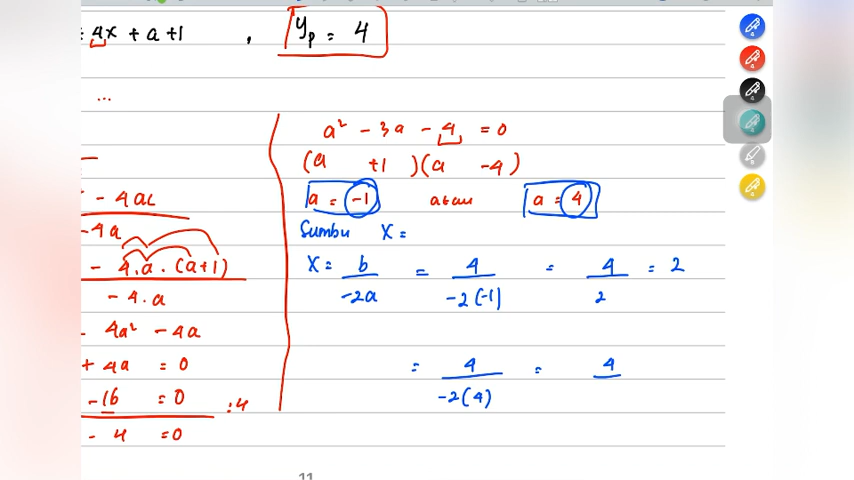 = 4x + a + 1 , yₚ = 4
...
a² - 3a - 4 = 0
(a +1 )(a -4)
a = -1 atau a = 4
Sumbu X =
X = b/-2a = 4/-2(-1) = 4/2 = 2
= 4/-2(4) = 4/
- 4ac
-4a
- 4.a . (a+1)
- 4.a
4a² - 4a
+ 4a = 0
-16 = 0 :4
- 4 = 0
11